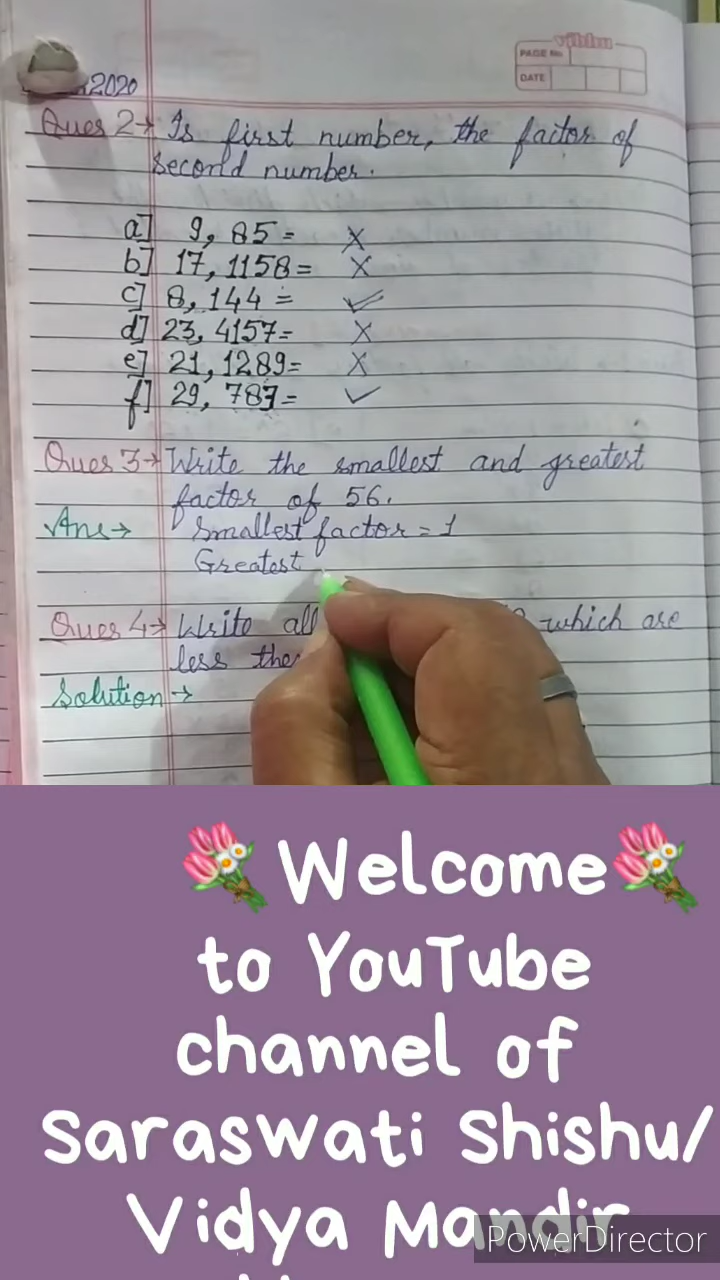 vibhu
PAGE No
DATE
2020
Ques 2→ Is first number, the factor of
second number.
a] 9, 85 = ✗
b] 17, 1158 = ✗
c] 8, 144 = ✓
d] 23, 4157 = ✗
e] 21, 1289 = ✗
f] 29, 787 = ✓
Ques 3→ Write the smallest and greatest
factor of 56.
Ans → Smallest factor = 1
Greatest
Ques 4→ Write all which are
less
Solution →
💐 Welcome 💐
to YouTube
channel of
Saraswati Shishu/
Vidya Mandir
PowerDirector